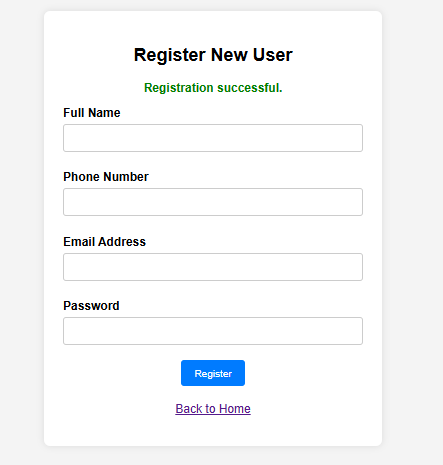 Register New User
Registration successful.
Full Name
Phone Number
Email Address
Password
Register
Back to Home